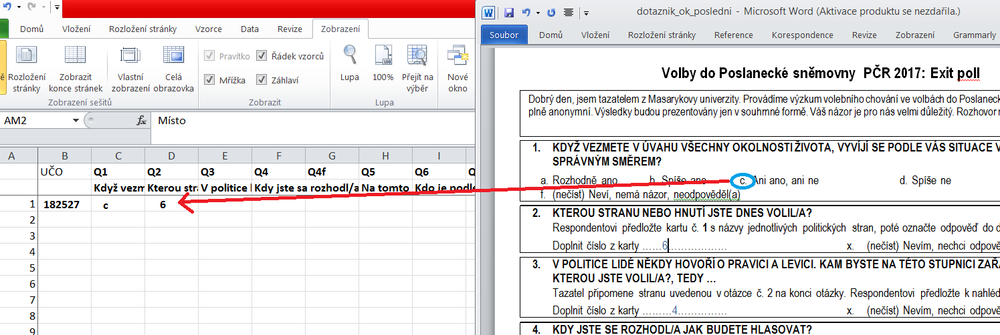 Domů Vložení Rozložení stránky Vzorce Data Revize Zobrazení
Rozložení stránky
Zobrazit konce stránek
Vlastní zobrazení
Celá obrazovka
Zobrazení sešitů
Pravítko
Řádek vzorců
Mřížka
Záhlaví
Zobrazit
Lupa
100%
Přejít na výběr
Lupa
Nové okno
AM2 fx Místo
A B C D E F G H I
UČO Q1 Q2 Q3 Q4 Q4f Q5 Q6
Když vezm Kterou stra V politice l Kdy jste sa rozhodl/a Na tomto Kdo je podle
1 182527 c 6
2
3
4
5
6
7
8
9
W dotaznik_ok_posledni - Microsoft Word (Aktivace produktu se nezdařila.)
Soubor Domů Vložení Rozložení stránky Reference Korespondence Revize Zobrazení Grammarly
Volby do Poslanecké sněmovny PČR 2017: Exit poll
Dobrý den, jsem tazatelem z Masarykovy univerzity. Provádíme výzkum volebního chování ve volbách do Poslaneck
plně anonymní. Výsledky budou prezentovány jen v souhrnné formě. Váš názor je pro nás velmi důležitý. Rozhovor
1. KDYŽ VEZMETE V ÚVAHU VŠECHNY OKOLNOSTI ŽIVOTA, VYVÍJÍ SE PODLE VÁS SITUACE V
SPRÁVNÝM SMĚREM?
a. Rozhodně ano b. Spíše ano c. Ani ano, ani ne d. Spíše ne
f. (nečíst) Neví, nemá názor, neodpověděl(a)
2. KTEROU STRANU NEBO HNUTÍ JSTE DNES VOLIL/A?
Respondentovi předložte kartu č. 1 s názvy jednotlivých politických stran, poté označte odpověď do d
Doplnit číslo z karty ……6……………… x. (nečíst) Nevím, nechci odpově
3. V POLITICE LIDÉ NĚKDY HOVOŘÍ O PRAVICI A LEVICI. KAM BYSTE NA TÉTO STUPNICI ZAŘA
KTEROU JSTE VOLIL/A?, TEDY …
Tazatel připomene stranu uvedenou v otázce č. 2 na konci otázky. Respondentovi předložte k nahléd
Doplnit číslo z karty ………4…………… x. (nečíst) Nevím, nechci odpově
4. KDY JSTE SE ROZHODL/A JAK BUDETE HLASOVAT?